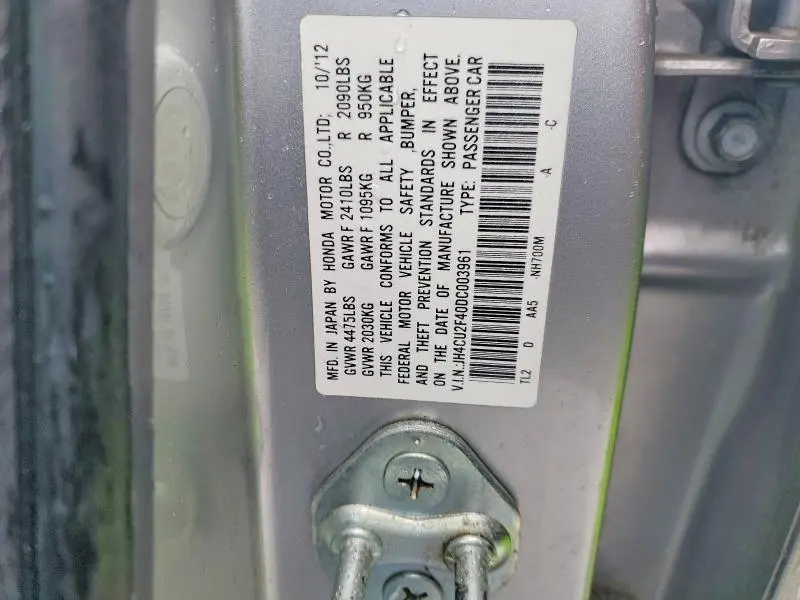 MFD. IN JAPAN BY HONDA MOTOR CO.,LTD; 10/'12
GVWR 4475LBS GAWR F 2410LBS R 2090LBS
GVWR 2030KG GAWR F 1095KG R 950KG
THIS VEHICLE CONFORMS TO ALL APPLICABLE
FEDERAL MOTOR VEHICLE SAFETY ,BUMPER,
AND THEFT PREVENTION STANDARDS IN EFFECT
ON THE DATE OF MANUFACTURE SHOWN ABOVE.
V.I.N.:JH4CU2F40DC003961 TYPE: PASSENGER CAR
TL2 D AA5 -NH700M -A -C